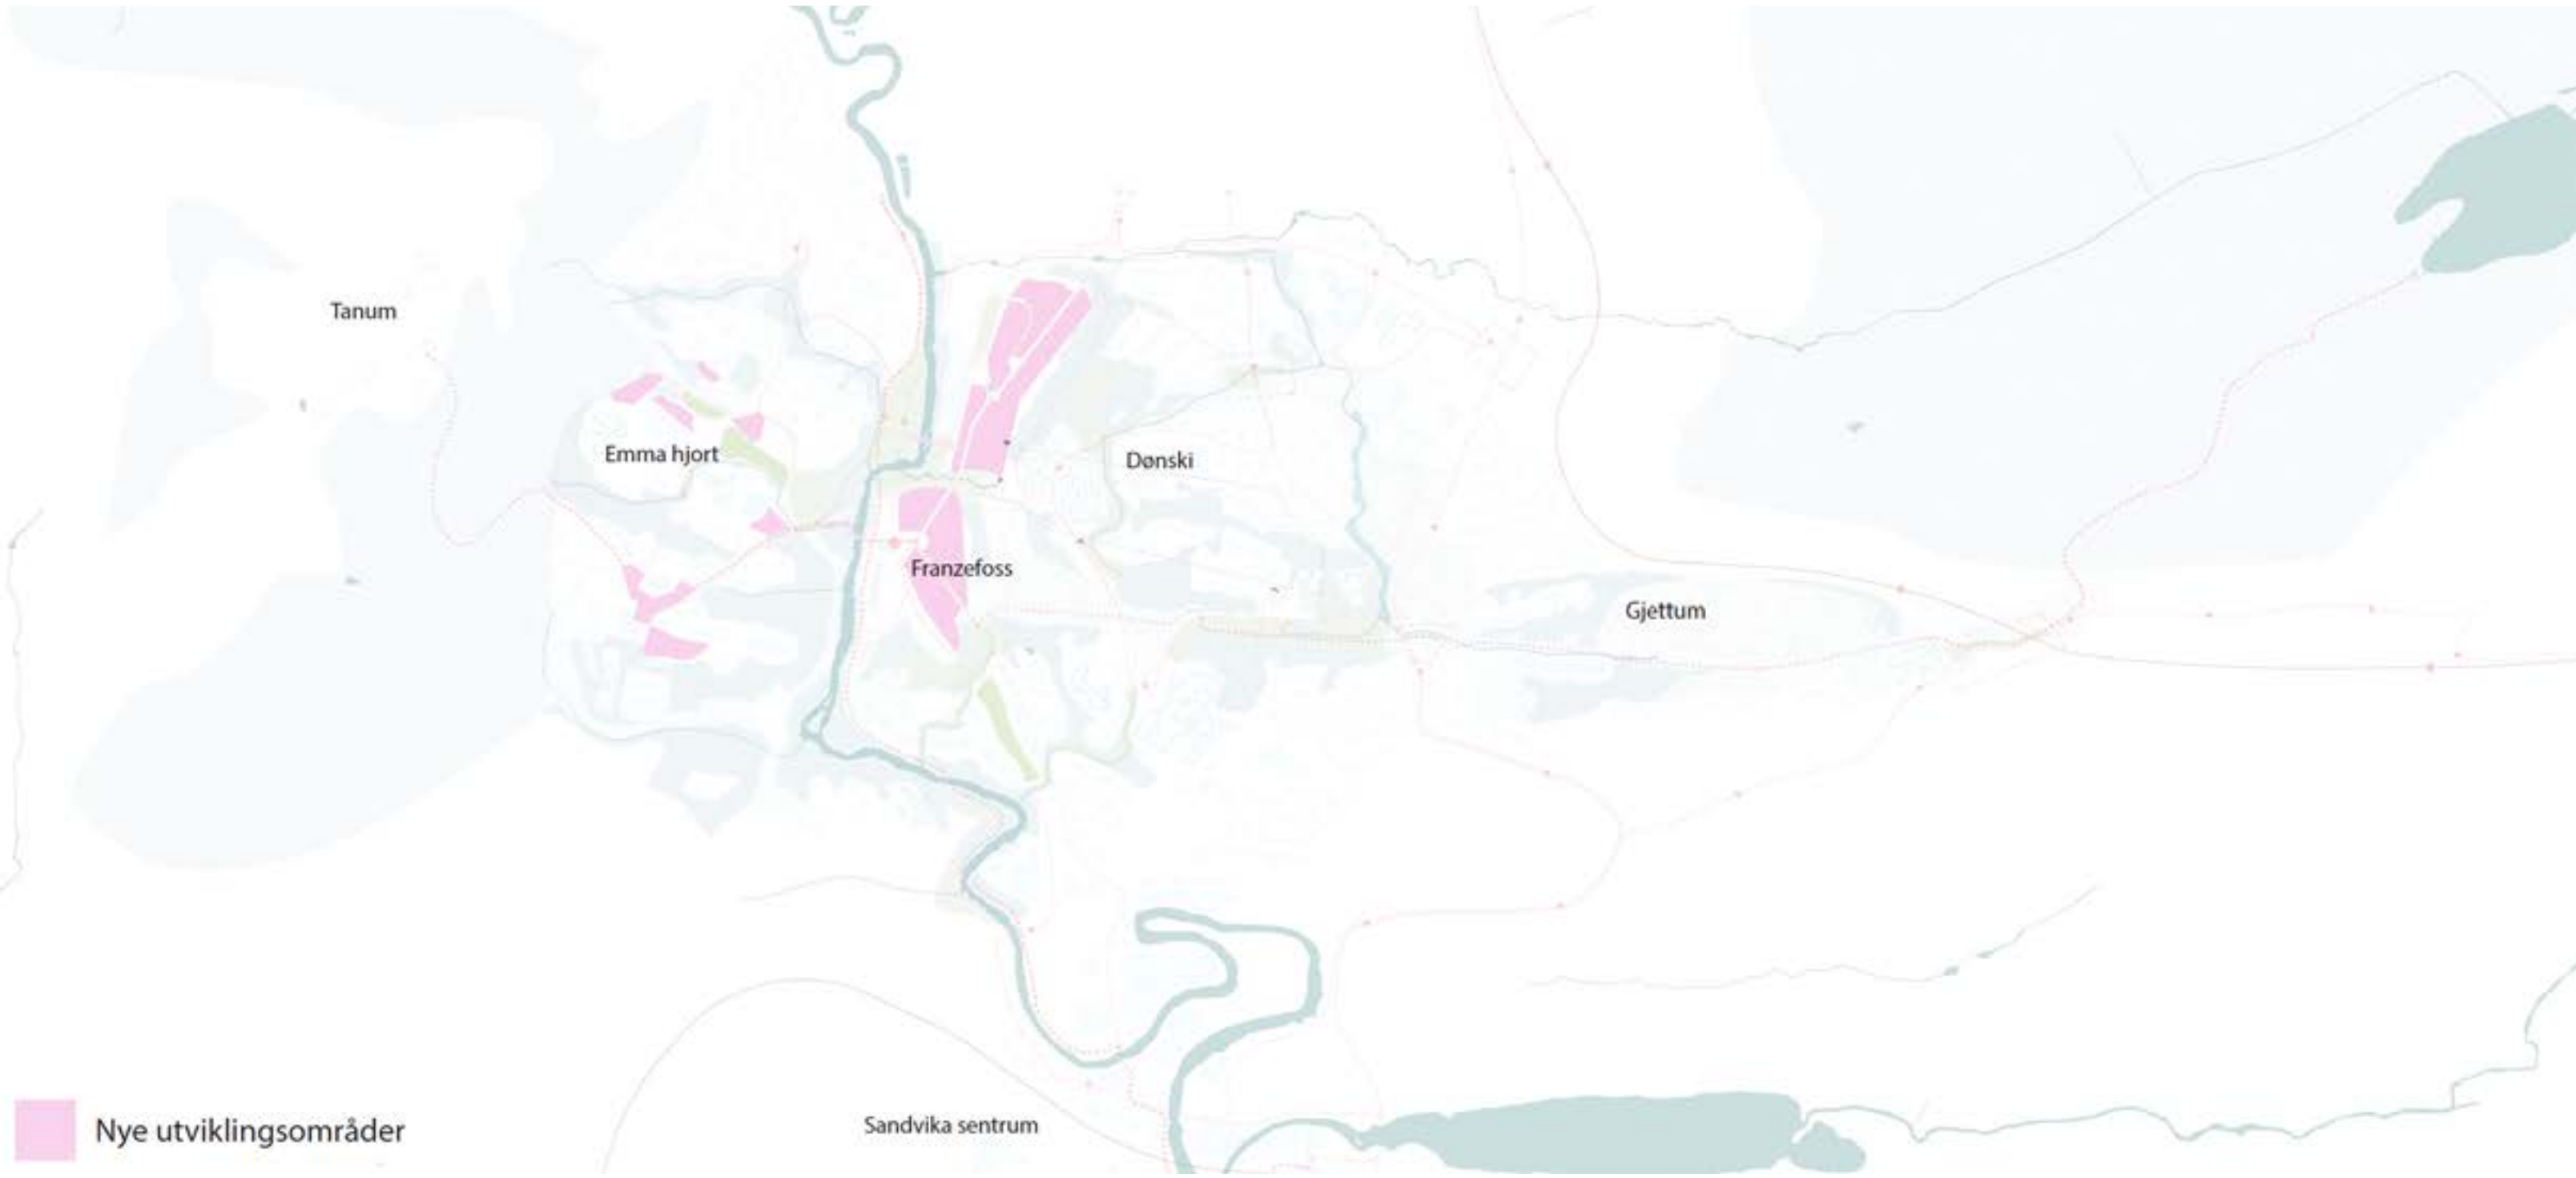 Tanum
Emma hjort
Dønski
Franzefoss
Gjettum
Sandvika sentrum
Nye utviklingsområder